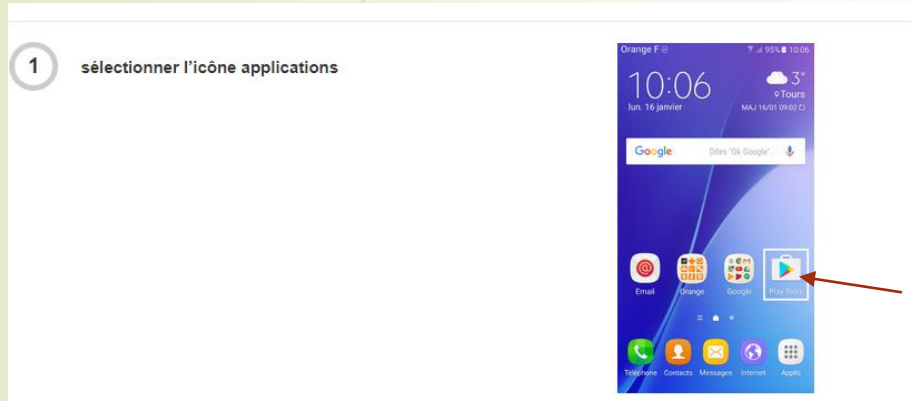 1
sélectionner l'icône applications
Orange F 95% 10:06
10:06
3°
Tours
lun. 16 janvier
MAJ 16/01 09:02
Google Dites "Ok Google".
Email Orange Google Play Store
Téléphone Contacts Messages Internet Applis